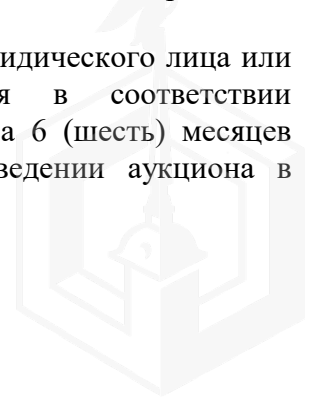 идического лица или
я в соответствии
а 6 (шесть) месяцев
ведении аукциона в